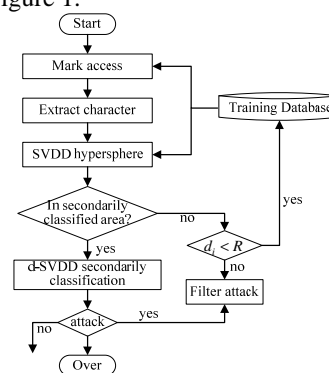 Figure 1.
Start
Mark access
Extract character
Training Database
SVDD hypersphere
In secondarily
classified area?
no
yes
yes
d_i < R
d-SVDD secondarily
classification
no
Filter attack
attack
no
yes
Over